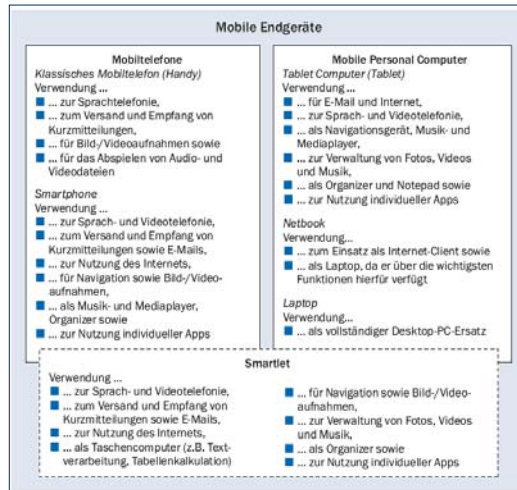 Mobile Endgeräte
Mobiltelefone
Klassisches Mobiltelefon (Handy)
Verwendung ...
... zur Sprachtelefonie,
... zum Versand und Empfang von
Kurzmitteilungen,
... für Bild-/Videoaufnahmen sowie
... für das Abspielen von Audio- und
Videodateien
Smartphone
Verwendung ...
... zur Sprach- und Videotelefonie,
... zum Versand und Empfang von
Kurzmitteilungen sowie E-Mails,
... zur Nutzung des Internets,
... für Navigation sowie Bild-/Video-
aufnahmen,
... als Musik- und Mediaplayer,
Organizer sowie
... zur Nutzung individueller Apps
Mobile Personal Computer
Tablet Computer (Tablet)
Verwendung ...
... für E-Mail und Internet,
... zur Sprach- und Videotelefonie,
... als Navigationsgerät, Musik- und
Mediaplayer,
... zur Verwaltung von Fotos, Videos
und Musik,
... als Organizer und Notepad sowie
... zur Nutzung individueller Apps
Netbook
Verwendung...
... zum Einsatz als Internet-Client sowie
... als Laptop, da er über die wichtigsten
Funktionen hierfür verfügt
Laptop
Verwendung...
... als vollständiger Desktop-PC-Ersatz
Smartlet
Verwendung ...
... zur Sprach- und Videotelefonie,
... zum Versand und Empfang von
Kurzmitteilungen sowie E-Mails,
... zur Nutzung des Internets,
... als Taschencomputer (z.B. Text-
verarbeitung, Tabellenkalkulation)
... für Navigation sowie Bild-/Video-
aufnahmen,
... zur Verwaltung von Fotos, Videos
und Musik,
... als Organizer sowie
... zur Nutzung individueller Apps